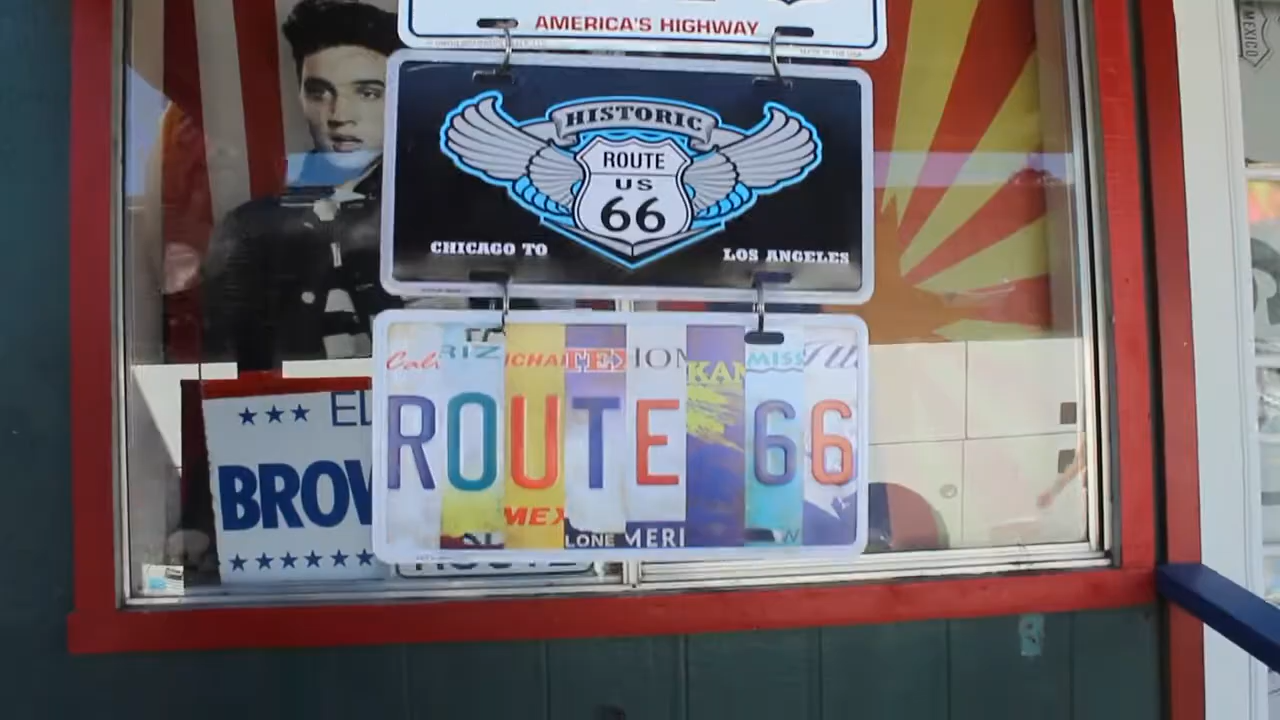 AMERICA'S HIGHWAY
MEXICO
HISTORIC
ROUTE
US
66
CHICAGO TO
LOS ANGELES
Cali
RIZ
ICHA
TEX
HOM
KAN
MISS
ROUTE 66
MEX
LONE
MERI
EL
BROW